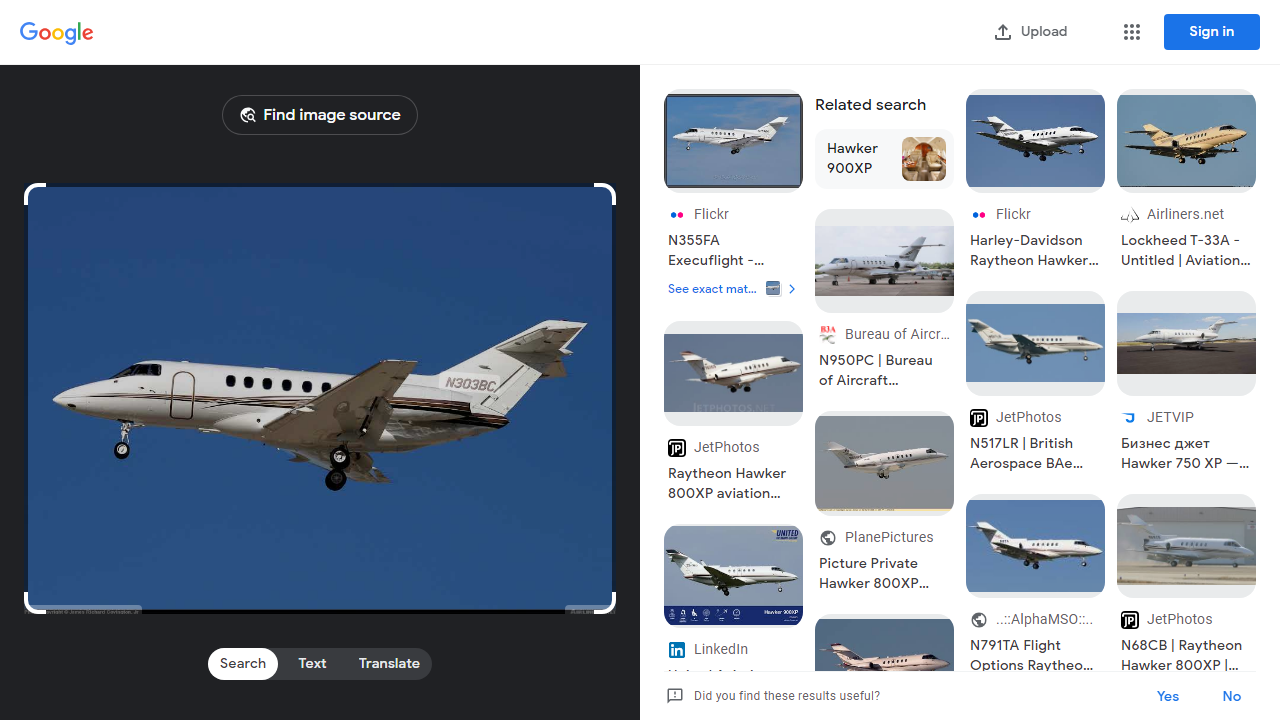 Google
Upload
Sign in
Find image source
N303BC
Search
Text
Translate
Flickr
N355FA
Execuflight -...
See exact mat...
JetPhotos
Raytheon Hawker
800XP aviation...
UNITED
Hawker 900XP
LinkedIn
Related search
Hawker
900XP
Bureau of Aircr...
N950PC | Bureau
of Aircraft...
PlanePictures
Picture Private
Hawker 800XP...
Flickr
Harley-Davidson
Raytheon Hawker...
JetPhotos
N517LR | British
Aerospace BAe...
..::AlphaMSO::..
N791TA Flight
Options Raytheo...
Airliners.net
Lockheed T-33A -
Untitled | Aviation...
JETVIP
Бизнес джет
Hawker 750 XP —...
JetPhotos
N68CB | Raytheon
Hawker 800XP |...
Did you find these results useful?
Yes
No